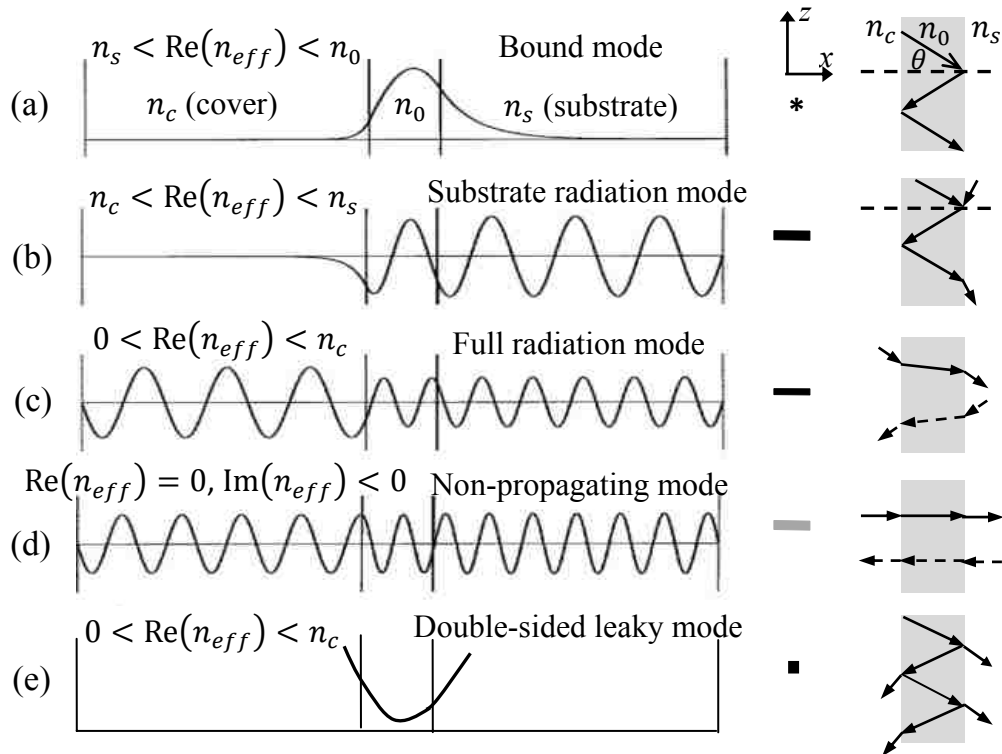 n_s < Re(n_eff) < n_0 Bound mode
(a) n_c (cover) n_0 n_s (substrate)
z
x
*
n_c n_0 n_s
θ
n_c < Re(n_eff) < n_s Substrate radiation mode
(b)
0 < Re(n_eff) < n_c Full radiation mode
(c)
Re(n_eff) = 0, Im(n_eff) < 0 Non-propagating mode
(d)
0 < Re(n_eff) < n_c Double-sided leaky mode
(e)